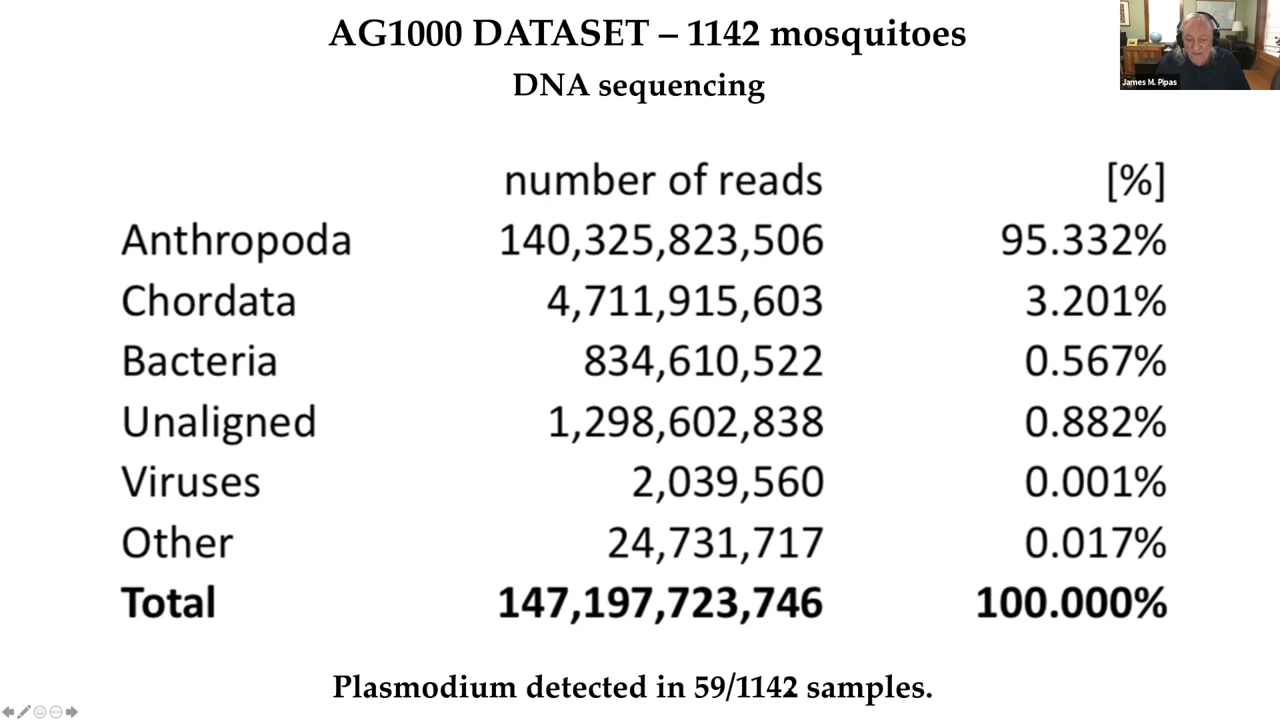 AG1000 DATASET – 1142 mosquitoes
DNA sequencing
James M. Pipas
number of reads [%]
Anthropoda 140,325,823,506 95.332%
Chordata 4,711,915,603 3.201%
Bacteria 834,610,522 0.567%
Unaligned 1,298,602,838 0.882%
Viruses 2,039,560 0.001%
Other 24,731,717 0.017%
Total 147,197,723,746 100.000%
Plasmodium detected in 59/1142 samples.